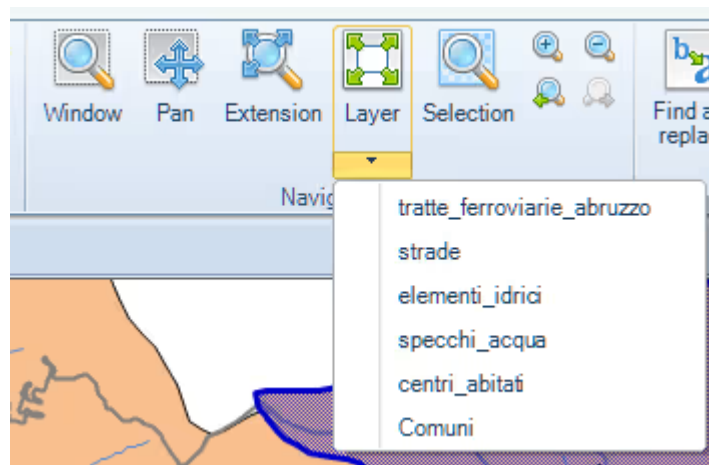 Window Pan Extension Layer Selection Find a
repla
Navig
tratte_ferroviarie_abruzzo
strade
elementi_idrici
specchi_acqua
centri_abitati
Comuni